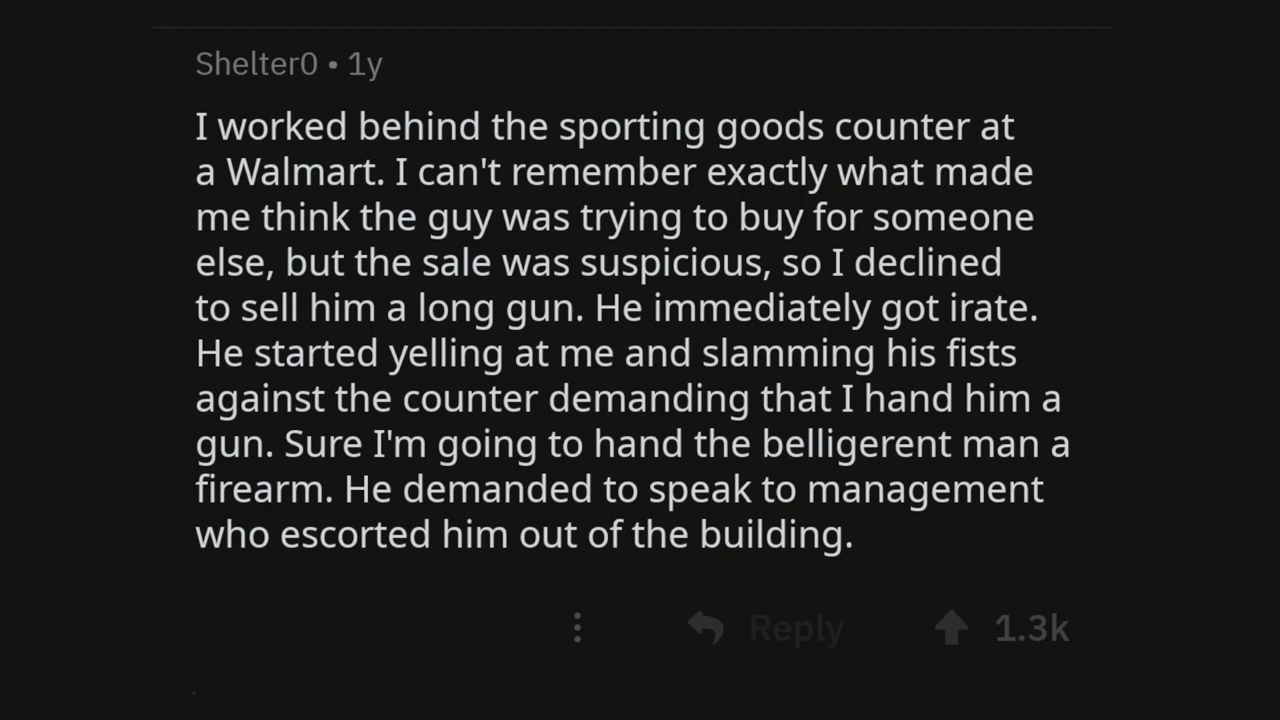 Shelter0 • 1y
I worked behind the sporting goods counter at
a Walmart. I can't remember exactly what made
me think the guy was trying to buy for someone
else, but the sale was suspicious, so I declined
to sell him a long gun. He immediately got irate.
He started yelling at me and slamming his fists
against the counter demanding that I hand him a
gun. Sure I'm going to hand the belligerent man a
firearm. He demanded to speak to management
who escorted him out of the building.
Reply 1.3k